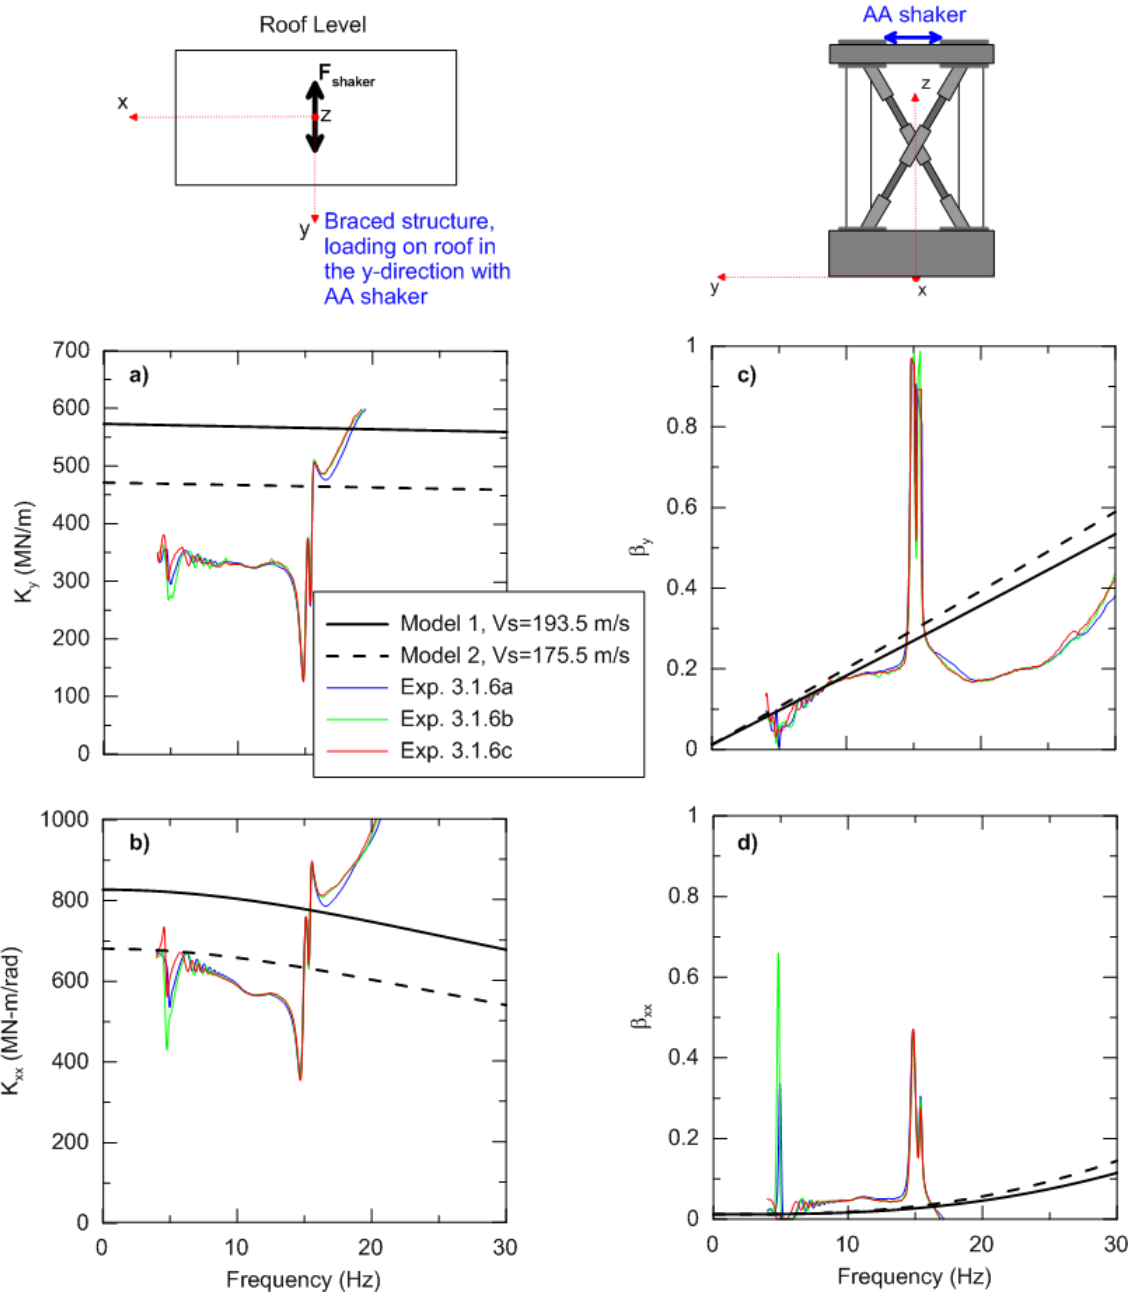 Roof Level
F shaker
x
z
y
Braced structure,
loading on roof in
the y-direction with
AA shaker
AA shaker
z
y
x
a)
700
600
500
400
300
200
100
0
Ky (MN/m)
Model 1, Vs=193.5 m/s
Model 2, Vs=175.5 m/s
Exp. 3.1.6a
Exp. 3.1.6b
Exp. 3.1.6c
c)
1
0.8
0.6
0.4
0.2
0
βy
b)
1000
800
600
400
200
0
Kxx (MN-m/rad)
0 10 20 30
Frequency (Hz)
d)
1
0.8
0.6
0.4
0.2
0
βxx
0 10 20 30
Frequency (Hz)